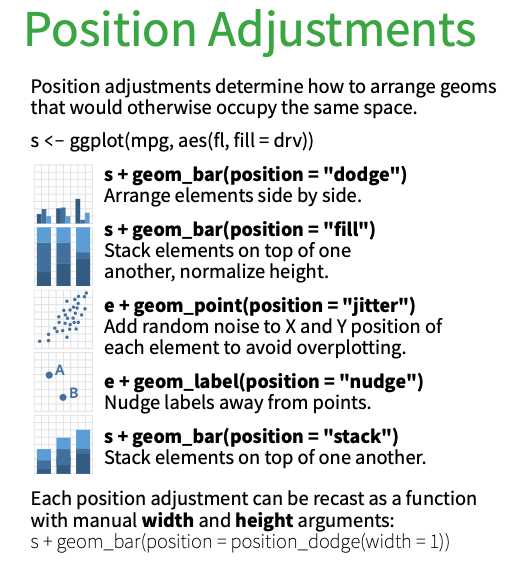 Position Adjustments
Position adjustments determine how to arrange geoms
that would otherwise occupy the same space.
s <- ggplot(mpg, aes(fl, fill = drv))
s + geom_bar(position = "dodge")
Arrange elements side by side.
s + geom_bar(position = "fill")
Stack elements on top of one
another, normalize height.
e + geom_point(position = "jitter")
Add random noise to X and Y position of
each element to avoid overplotting.
A
B
e + geom_label(position = "nudge")
Nudge labels away from points.
s + geom_bar(position = "stack")
Stack elements on top of one another.
Each position adjustment can be recast as a function
with manual width and height arguments:
s + geom_bar(position = position_dodge(width = 1))